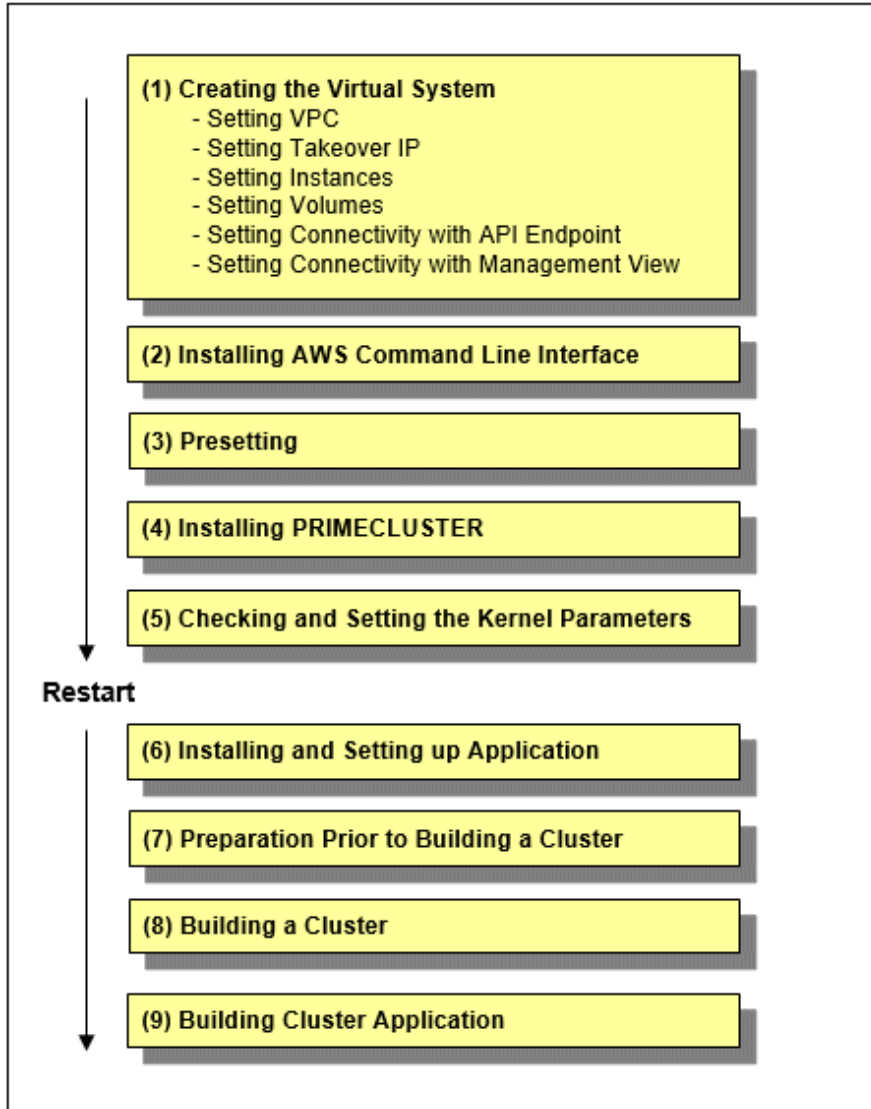 (1) Creating the Virtual System
- Setting VPC
- Setting Takeover IP
- Setting Instances
- Setting Volumes
- Setting Connectivity with API Endpoint
- Setting Connectivity with Management View
(2) Installing AWS Command Line Interface
(3) Presetting
(4) Installing PRIMECLUSTER
(5) Checking and Setting the Kernel Parameters
Restart
(6) Installing and Setting up Application
(7) Preparation Prior to Building a Cluster
(8) Building a Cluster
(9) Building Cluster Application